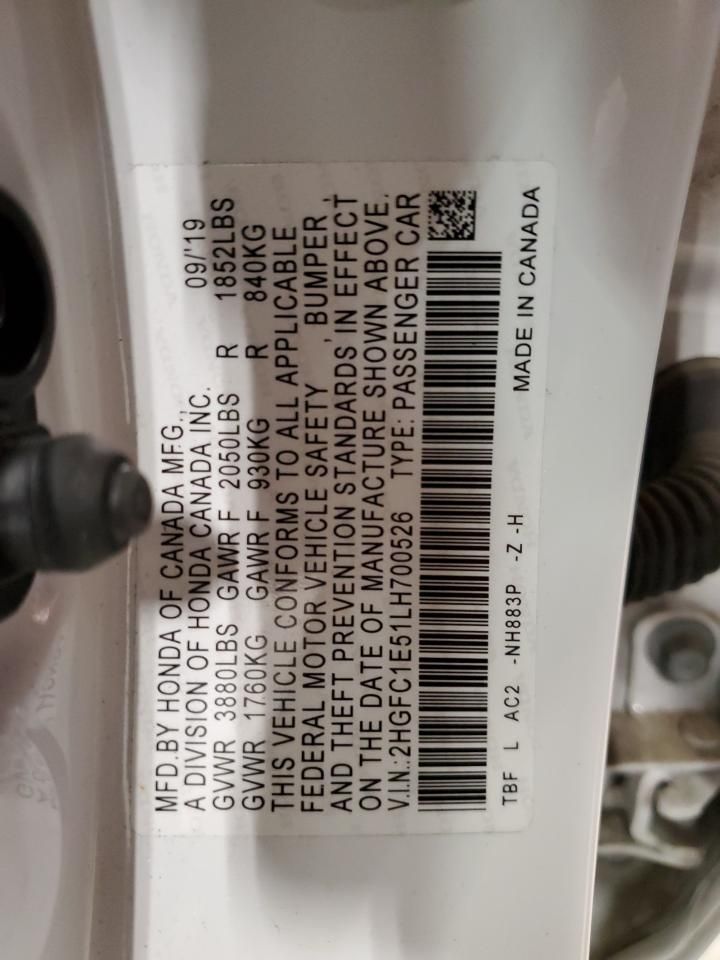 MFD.BY HONDA OF CANADA MFG.,
A DIVISION OF HONDA CANADA INC. 09/'19
GVWR 3880LBS GAWR F 2050LBS R 1852LBS
GVWR 1760KG GAWR F 930KG R 840KG
THIS VEHICLE CONFORMS TO ALL APPLICABLE
FEDERAL MOTOR VEHICLE SAFETY , BUMPER ,
AND THEFT PREVENTION STANDARDS IN EFFECT
ON THE DATE OF MANUFACTURE SHOWN ABOVE.
V.I.N.:2HGFC1E51LH700526 TYPE: PASSENGER CAR
TBF L AC2 -NH883P -Z -H MADE IN CANADA